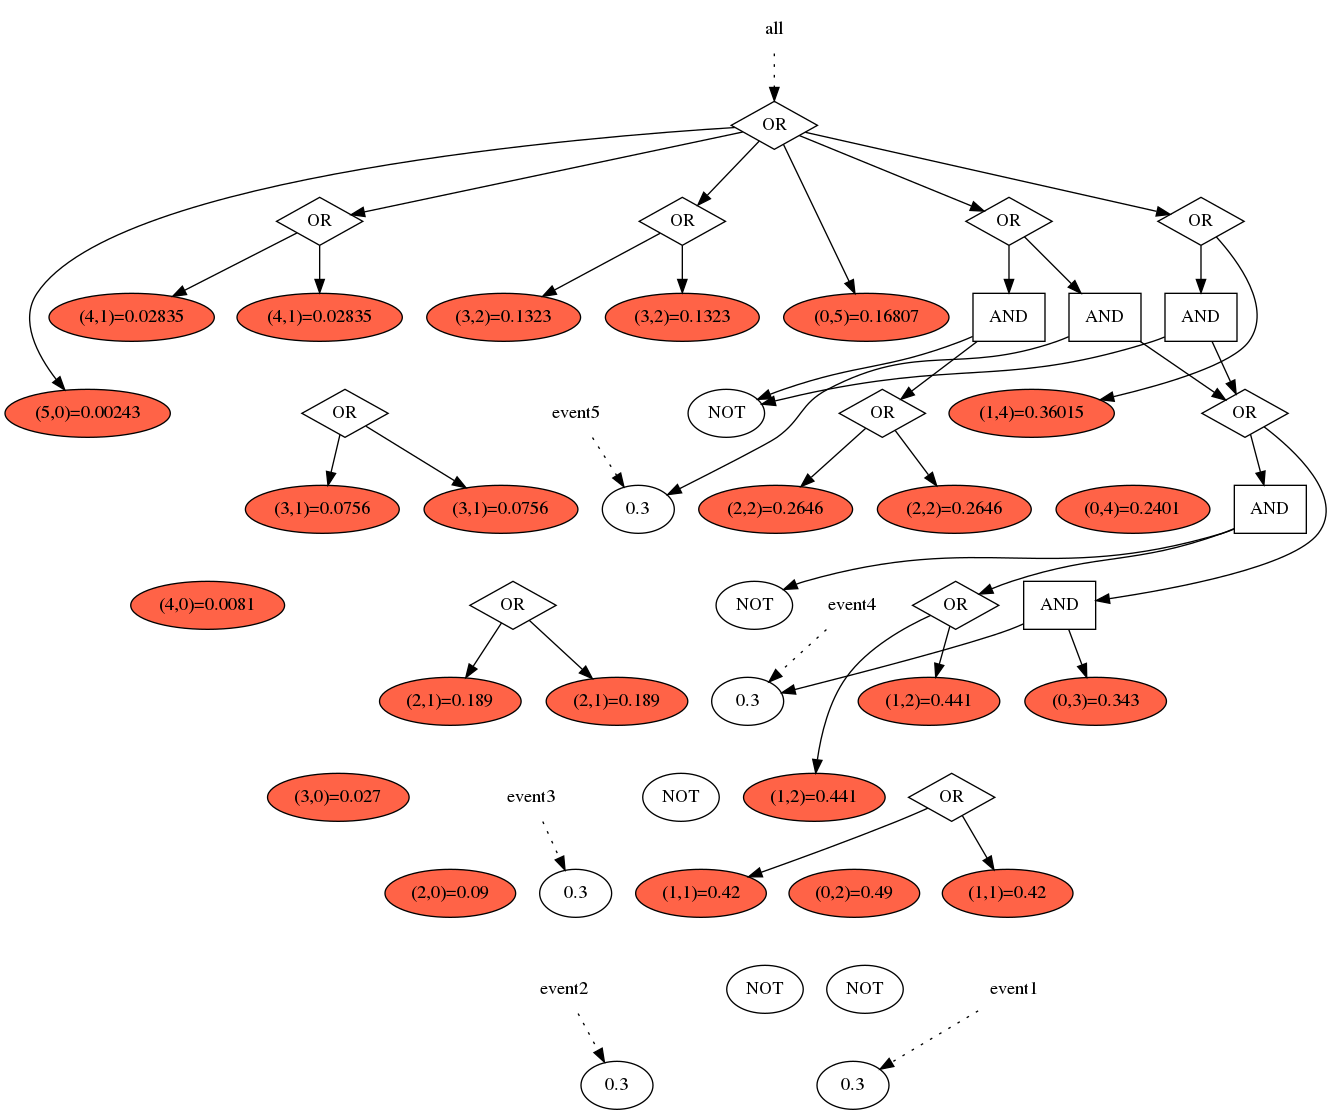 all
OR
OR
OR
OR
OR
(4,1)=0.02835
(4,1)=0.02835
(3,2)=0.1323
(3,2)=0.1323
(0,5)=0.16807
AND
AND
AND
(5,0)=0.00243
OR
event5
NOT
OR
(1,4)=0.36015
OR
(3,1)=0.0756
(3,1)=0.0756
0.3
(2,2)=0.2646
(2,2)=0.2646
(0,4)=0.2401
AND
(4,0)=0.0081
OR
NOT
event4
OR
AND
(2,1)=0.189
(2,1)=0.189
0.3
(1,2)=0.441
(0,3)=0.343
(3,0)=0.027
event3
NOT
(1,2)=0.441
OR
(2,0)=0.09
0.3
(1,1)=0.42
(0,2)=0.49
(1,1)=0.42
event2
NOT
NOT
event1
0.3
0.3